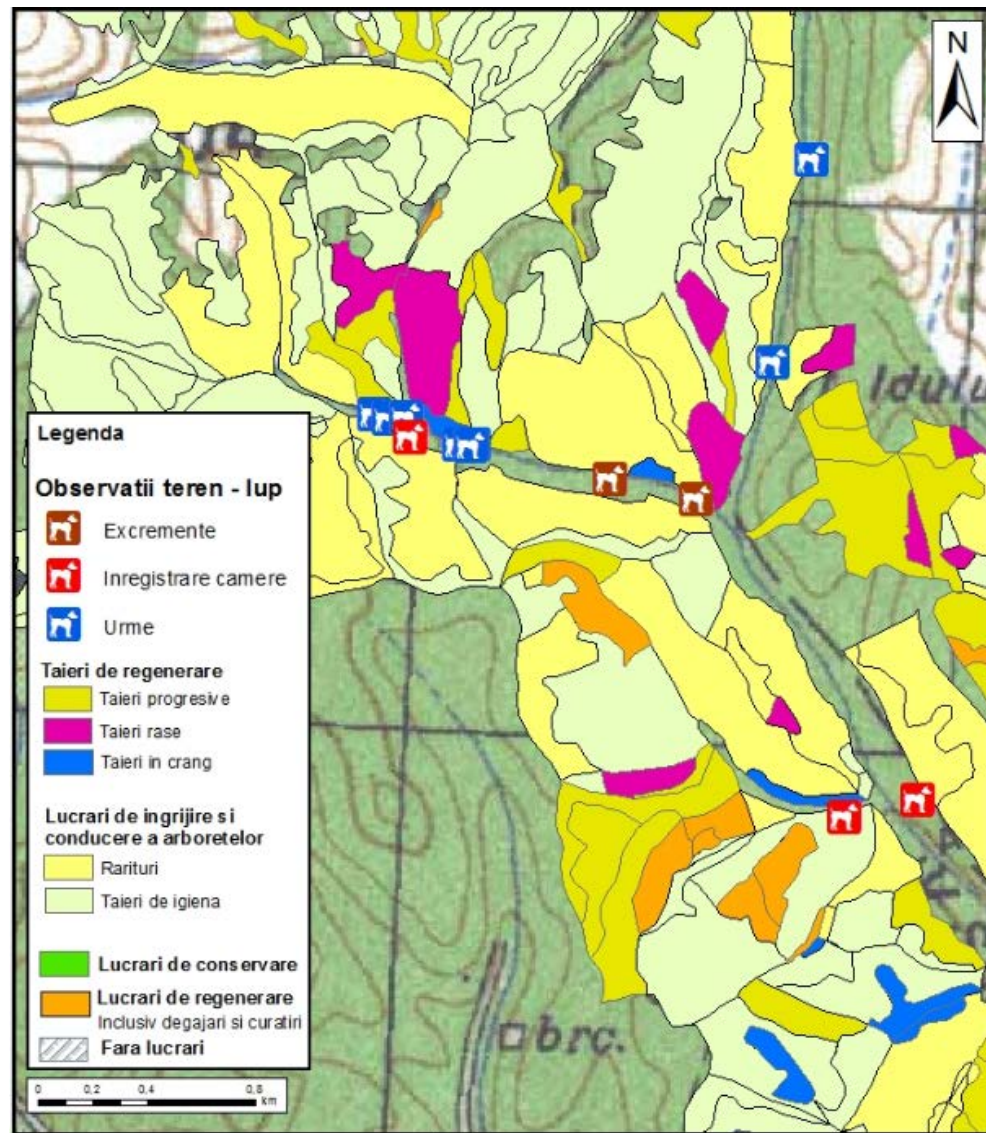 N
Idulu
Legenda
Observatii teren - lup
Excremente
Inregistrare camere
Urme
Taieri de regenerare
Taieri progresive
Taieri rase
Taieri in crang
Lucrari de ingrijire si
conducere a arboretelor
Rarituri
Taieri de igiena
Lucrari de conservare
Lucrari de regenerare
Inclusiv degajari si curatiri
Fara lucrari
brc.
0 0,2 0,4 0,8
km